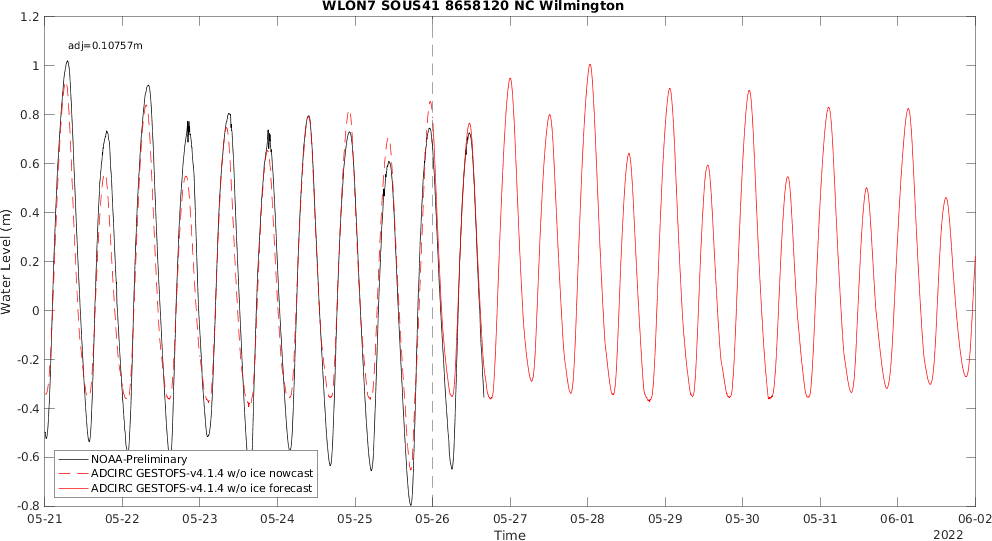 WLON7 SOUS41 8658120 NC Wilmington
adj=0.10757m
1.2
1
0.8
0.6
0.4
0.2
0
-0.2
-0.4
-0.6
-0.8
Water Level (m)
NOAA-Preliminary
ADCIRC GESTOFS-v4.1.4 w/o ice nowcast
ADCIRC GESTOFS-v4.1.4 w/o ice forecast
05-21 05-22 05-23 05-24 05-25 05-26 05-27 05-28 05-29 05-30 05-31 06-01 06-02
Time
2022